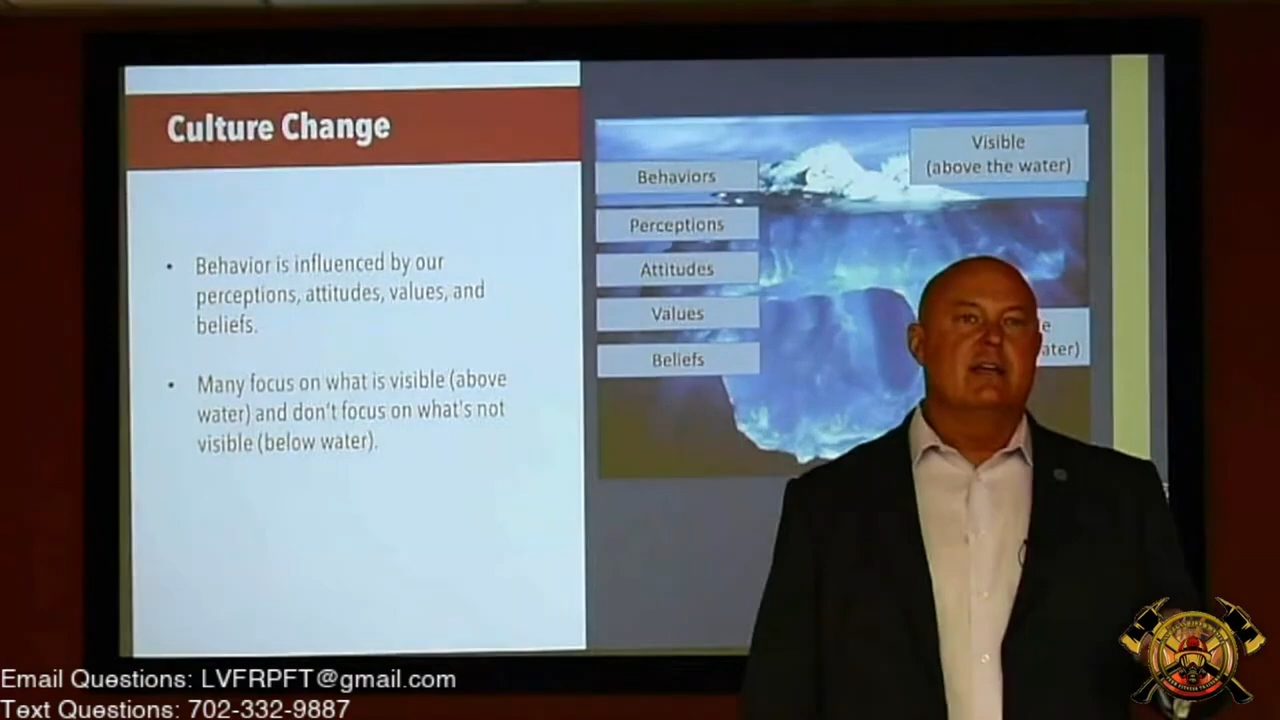 Culture Change
• Behavior is influenced by our
perceptions, attitudes, values, and
beliefs.
• Many focus on what is visible (above
water) and don't focus on what's not
visible (below water).
Behaviors
Perceptions
Attitudes
Values
Beliefs
Visible
(above the water)
Email Questions: LVFRPFT@gmail.com
Text Questions: 702-332-9887